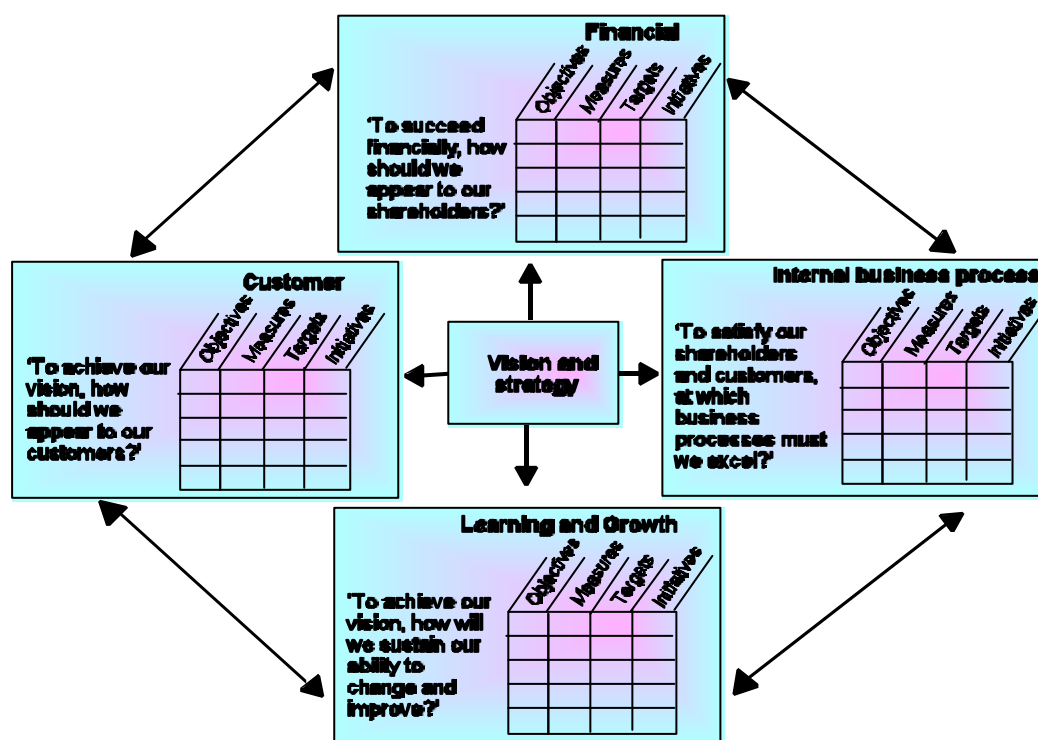 Financial
Objectives
Measures
Targets
Initiatives
'To succeed
financially, how
should we
appear to our
shareholders?'
Customer
Objectives
Measures
Targets
Initiatives
'To achieve our
vision, how
should we
appear to our
customers?'
Vision and
strategy
Internal business process
Objectives
Measures
Targets
Initiatives
'To satisfy our
shareholders
and customers,
at which
business
processes must
we excel?'
Learning and Growth
Objectives
Measures
Targets
Initiatives
'To achieve our
vision, how will
we sustain our
ability to
change and
improve?'